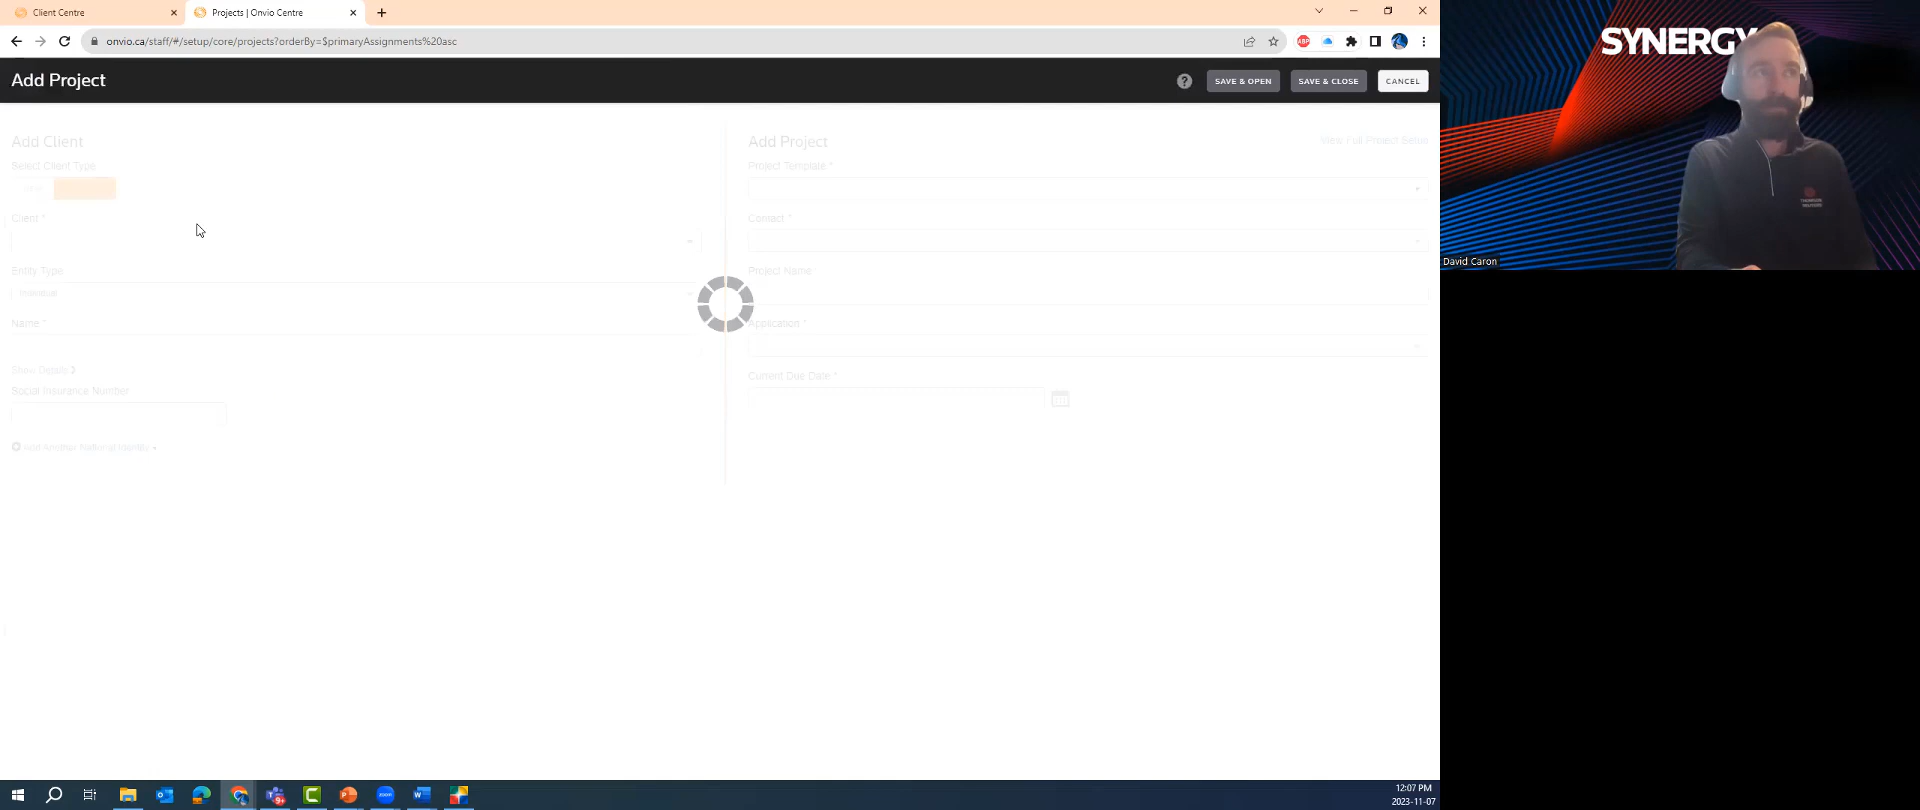 Client Centre
Projects | Onvio Centre
onvio.ca/staff/#/setup/core/projects?orderBy=$primaryAssignments%20asc
ABP
Add Project
SAVE & OPEN
SAVE & CLOSE
CANCEL
Add Client
Select Client Type
Client *
Entity Type
Individual
Name *
Show Details
Social Insurance Number
Add Another National Identity
Add Project
View Full Project Setup
Project Template *
Contact *
Project Name
Application *
Current Due Date *
12:07 PM
2023-11-07
SYNERGY
THOMSON
REUTERS
David Caron